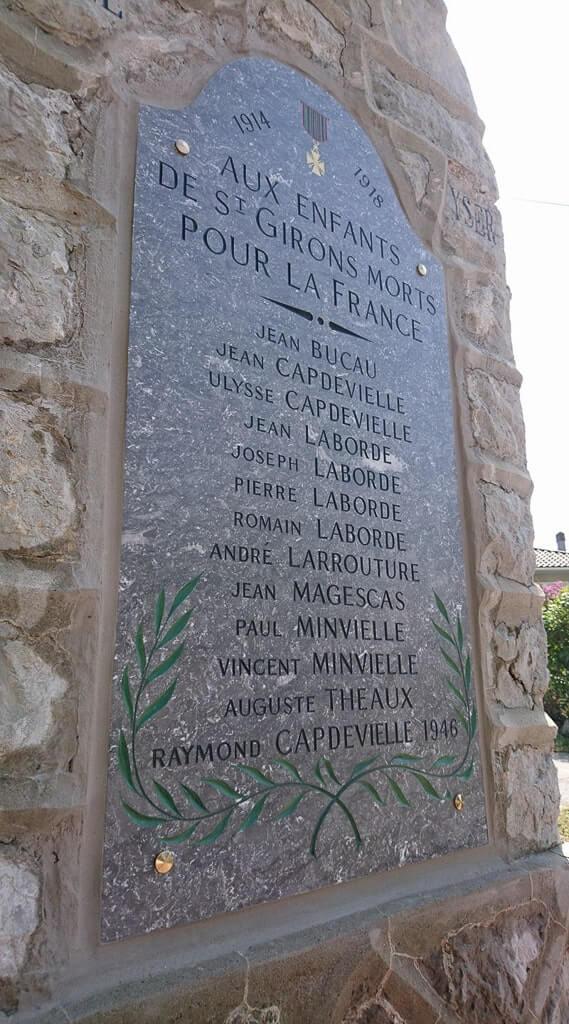 1914 1918
AUX ENFANTS
DE ST GIRONS MORTS
POUR LA FRANCE
JEAN BUCAU
JEAN CAPDEVIELLE
ULYSSE CAPDEVIELLE
JEAN LABORDE
JOSEPH LABORDE
PIERRE LABORDE
ROMAIN LABORDE
ANDRÉ LARROUTURE
JEAN MAGESCAS
PAUL MINVIELLE
VINCENT MINVIELLE
AUGUSTE THEAUX
RAYMOND CAPDEVIELLE 1946
YSER